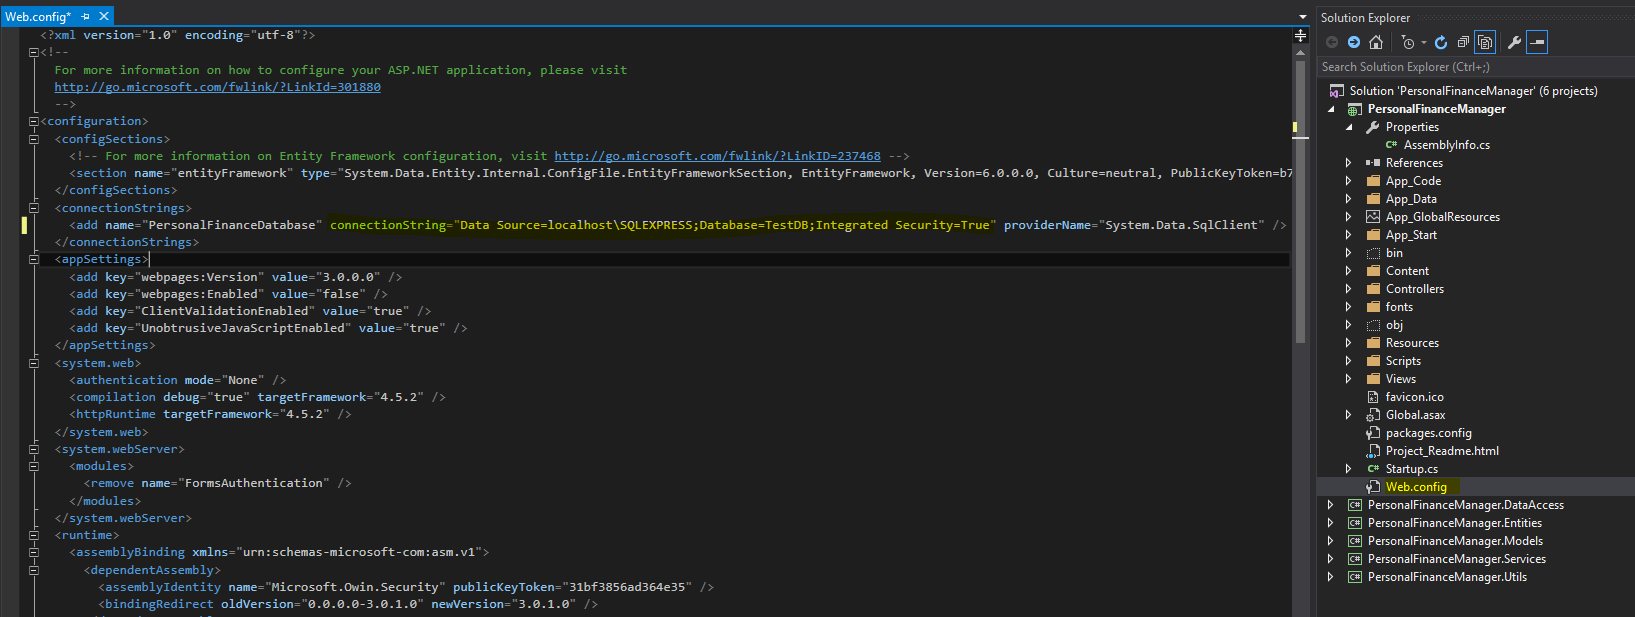 Web.config*
<?xml version="1.0" encoding="utf-8"?>
<!--
For more information on how to configure your ASP.NET application, please visit
http://go.microsoft.com/fwlink/?LinkId=301880
-->
<configuration>
<configSections>
<!-- For more information on Entity Framework configuration, visit http://go.microsoft.com/fwlink/?LinkID=237468 -->
<section name="entityFramework" type="System.Data.Entity.Internal.ConfigFile.EntityFrameworkSection, EntityFramework, Version=6.0.0.0, Culture=neutral, PublicKeyToken=b7
</configSections>
<connectionStrings>
<add name="PersonalFinanceDatabase" connectionString="Data Source=localhost\SQLEXPRESS;Database=TestDB;Integrated Security=True" providerName="System.Data.SqlClient" />
</connectionStrings>
<appSettings>
<add key="webpages:Version" value="3.0.0.0" />
<add key="webpages:Enabled" value="false" />
<add key="ClientValidationEnabled" value="true" />
<add key="UnobtrusiveJavaScriptEnabled" value="true" />
</appSettings>
<system.web>
<authentication mode="None" />
<compilation debug="true" targetFramework="4.5.2" />
<httpRuntime targetFramework="4.5.2" />
</system.web>
<system.webServer>
<modules>
<remove name="FormsAuthentication" />
</modules>
</system.webServer>
<runtime>
<assemblyBinding xmlns="urn:schemas-microsoft-com:asm.v1">
<dependentAssembly>
<assemblyIdentity name="Microsoft.Owin.Security" publicKeyToken="31bf3856ad364e35" />
<bindingRedirect oldVersion="0.0.0.0-3.0.1.0" newVersion="3.0.1.0" />
Solution Explorer
Search Solution Explorer (Ctrl+;)
Solution 'PersonalFinanceManager' (6 projects)
PersonalFinanceManager
Properties
C# AssemblyInfo.cs
References
App_Code
App_Data
App_GlobalResources
App_Start
bin
Content
Controllers
fonts
obj
Resources
Scripts
Views
favicon.ico
Global.asax
packages.config
Project_Readme.html
C# Startup.cs
Web.config
C# PersonalFinanceManager.DataAccess
C# PersonalFinanceManager.Entities
C# PersonalFinanceManager.Models
C# PersonalFinanceManager.Services
C# PersonalFinanceManager.Utils